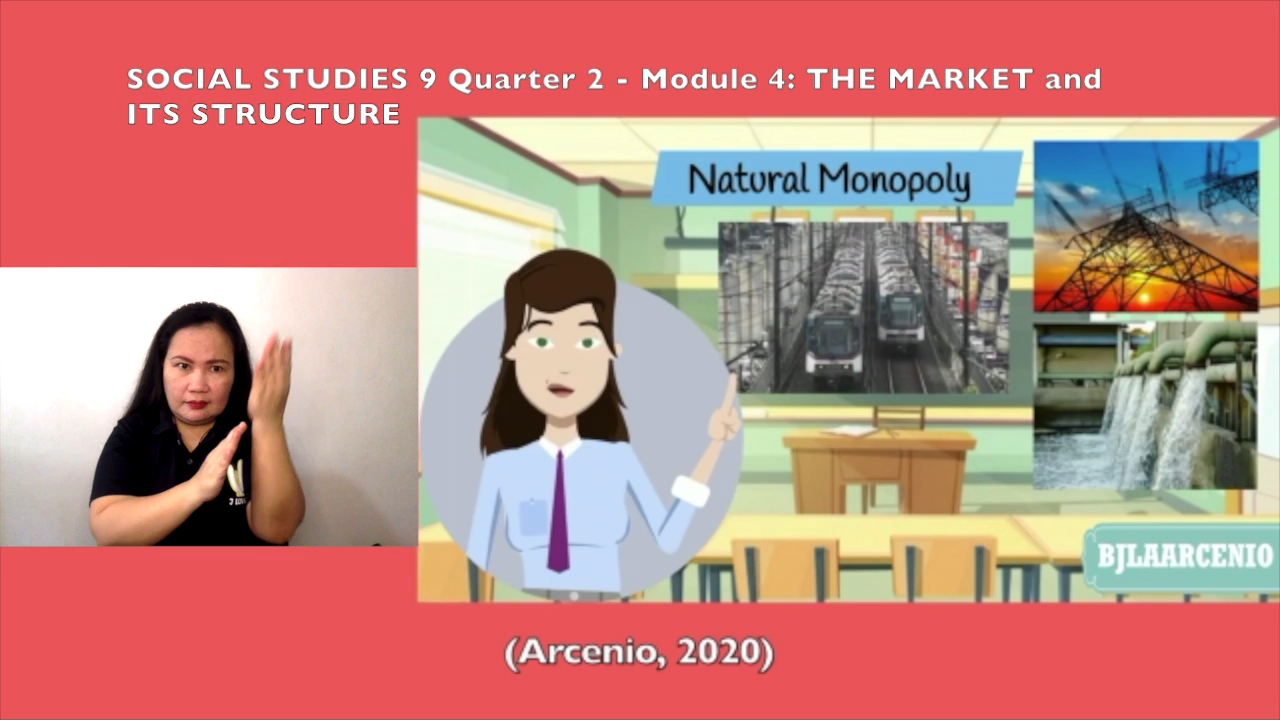 SOCIAL STUDIES 9 Quarter 2 - Module 4: THE MARKET and
ITS STRUCTURE
Natural Monopoly
BJLAARCENIO
(Arcenio, 2020)